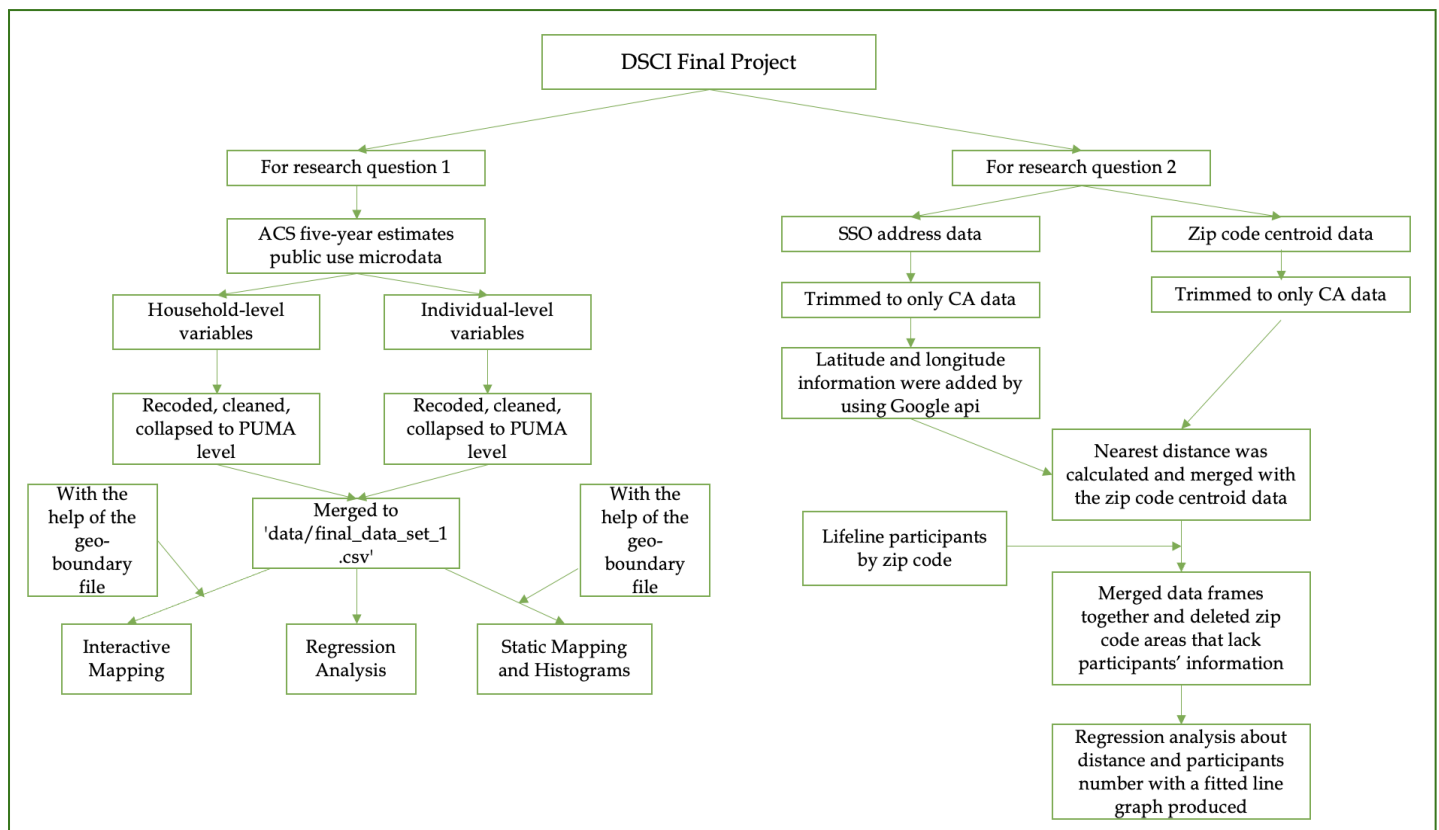 DSCI Final Project
For research question 1
For research question 2
ACS five-year estimates
public use microdata
SSO address data
Zip code centroid data
Household-level
variables
Individual-level
variables
Trimmed to only CA data
Trimmed to only CA data
Recoded, cleaned,
collapsed to PUMA
level
Recoded, cleaned,
collapsed to PUMA
level
Latitude and longitude
information were added by
using Google api
Nearest distance was
calculated and merged with
the zip code centroid data
With the
help of the
geo-
boundary
file
Merged to
'data/final_data_set_1
.csv'
With the
help of the
geo-
boundary
file
Lifeline participants
by zip code
Interactive
Mapping
Regression
Analysis
Static Mapping
and Histograms
Merged data frames
together and deleted zip
code areas that lack
participants’ information
Regression analysis about
distance and participants
number with a fitted line
graph produced